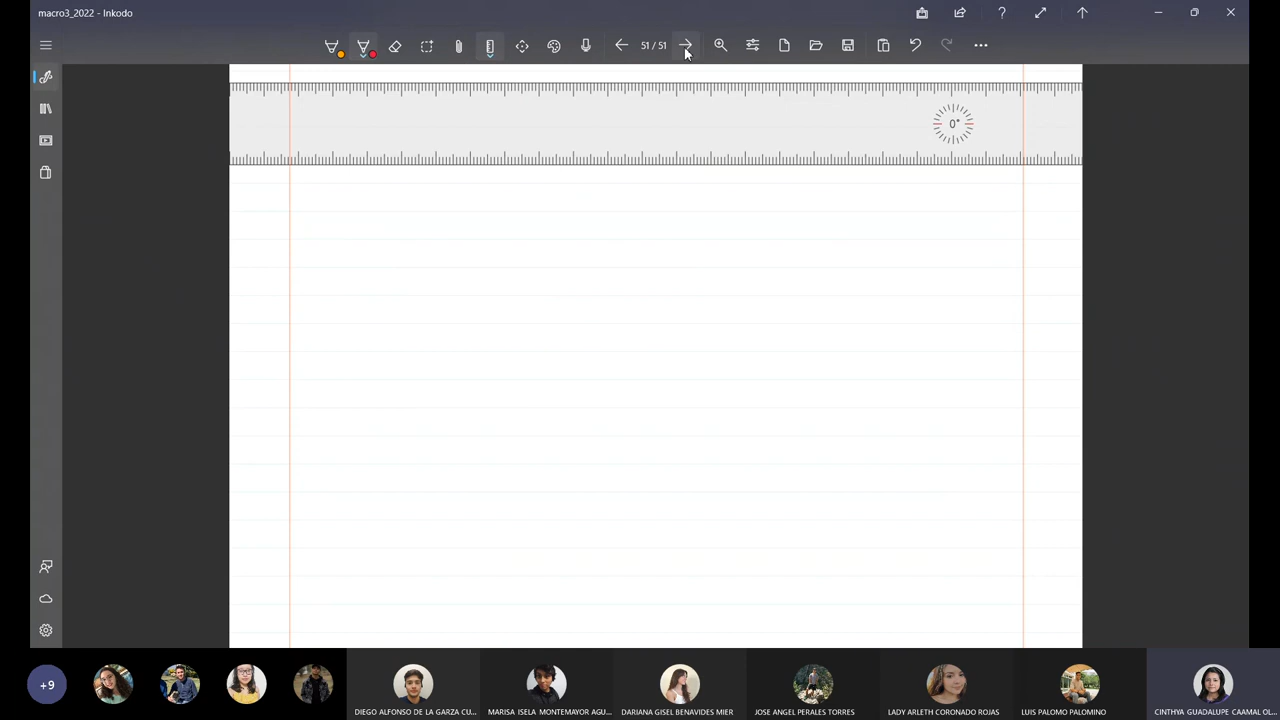 macro3_2022 - Inkodo
51 / 51
0°
+9
DIEGO ALFONSO DE LA GARZA CU...
MARISA ISELA MONTEMAYOR AGU...
DARIANA GISEL BENAVIDES MIER
JOSE ANGEL PERALES TORRES
LADY ARLETH CORONADO ROJAS
LUIS PALOMO PALOMINO
CINTHYA GUADALUPE CAAMAL OL...